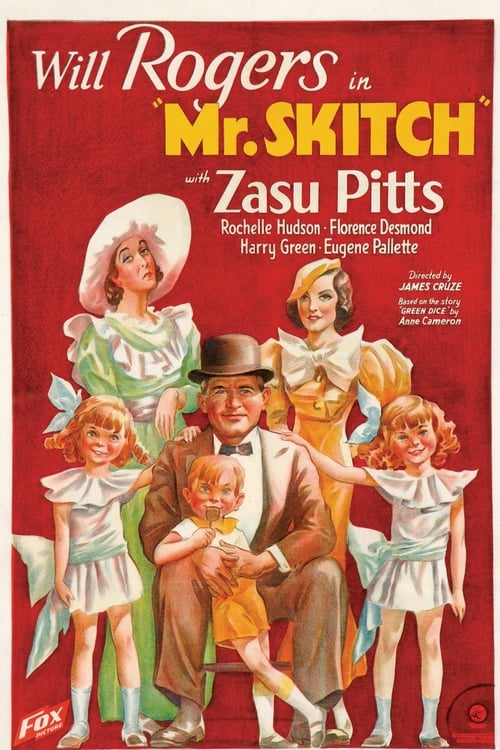 Will Rogers in
"Mr. SKITCH"
with Zasu Pitts
Rochelle Hudson · Florence Desmond
Harry Green · Eugene Pallette
Directed by
JAMES CRUZE
Based on the story
"GREEN DICE" by
Anne Cameron
FOX
PICTURE